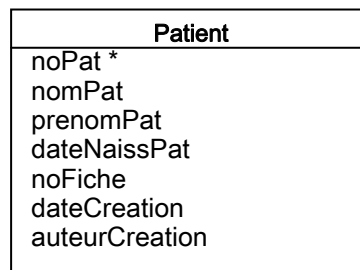 Patient
noPat *
nomPat
prenomPat
dateNaissPat
noFiche
dateCreation
auteurCreation